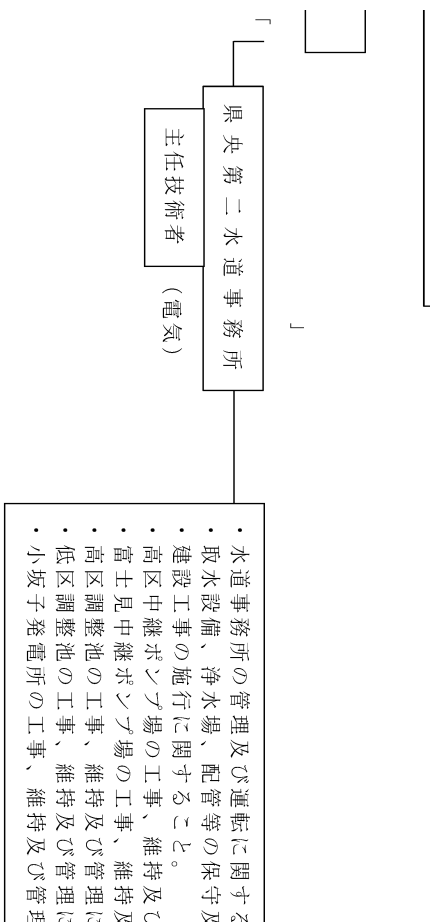 「
」
県央第二水道事務所
主任技術者
（電気）
・水道事務所の管理及び運転に関する
・取水設備、浄水場、配管等の保守及
・建設工事の施行に関すること。
・高区中継ポンプ場の工事、維持及び
・富士見中継ポンプ場の工事、維持及
・高区調整池の工事、維持及び管理に
・低区調整池の工事、維持及び管理に
・小坂子発電所の工事、維持及び管理